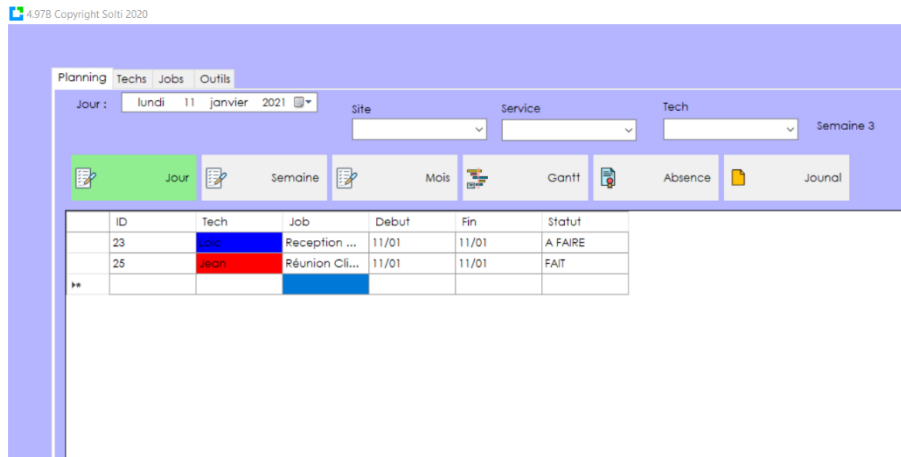 4.97B Copyright Solti 2020
Planning Techs Jobs Outils
Jour : lundi 11 janvier 2021
Site Service Tech
Semaine 3
Jour Semaine Mois Gantt Absence Jounal
ID Tech Job Debut Fin Statut
23 Loic Reception ... 11/01 11/01 A FAIRE
25 Jean Réunion Cli... 11/01 11/01 FAIT